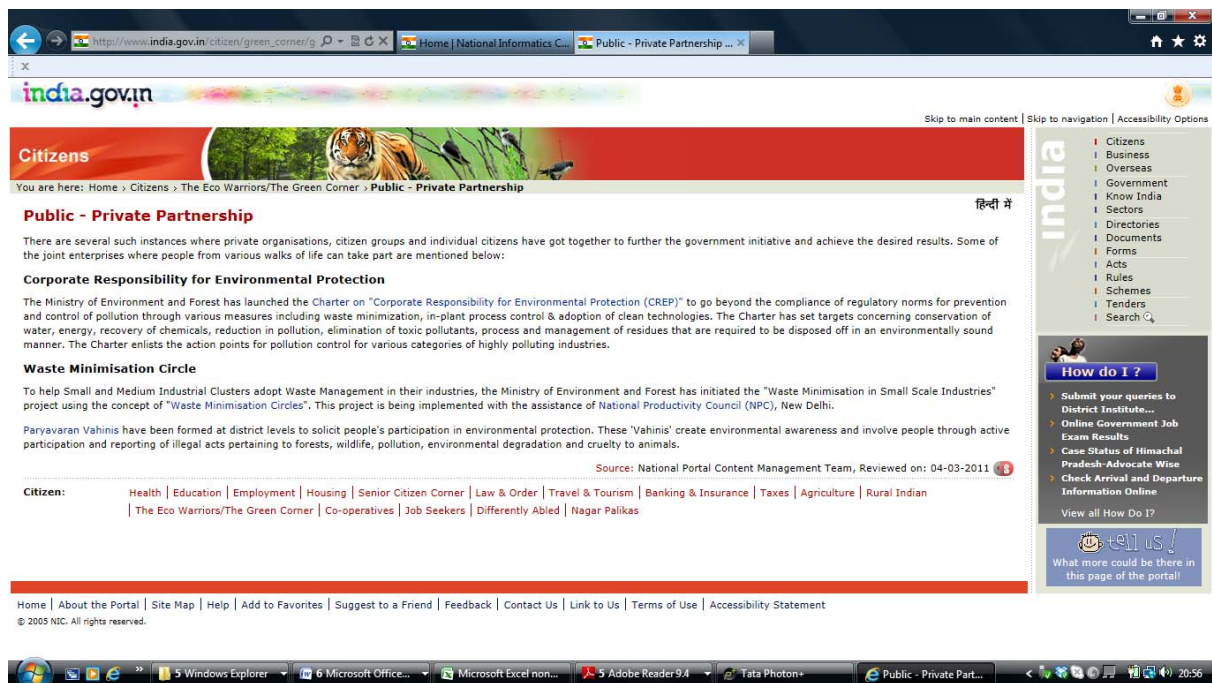 http://www.india.gov.in/citizen/green_corner/g
Home | National Informatics C...
Public - Private Partnership ...
x
india.gov.in
Skip to main content | Skip to navigation | Accessibility Options
Citizens
You are here: Home › Citizens › The Eco Warriors/The Green Corner › Public - Private Partnership
हिन्दी में
Public - Private Partnership
There are several such instances where private organisations, citizen groups and individual citizens have got together to further the government initiative and achieve the desired results. Some of
the joint enterprises where people from various walks of life can take part are mentioned below:
Corporate Responsibility for Environmental Protection
The Ministry of Environment and Forest has launched the Charter on "Corporate Responsibility for Environmental Protection (CREP)" to go beyond the compliance of regulatory norms for prevention
and control of pollution through various measures including waste minimization, in-plant process control & adoption of clean technologies. The Charter has set targets concerning conservation of
water, energy, recovery of chemicals, reduction in pollution, elimination of toxic pollutants, process and management of residues that are required to be disposed off in an environmentally sound
manner. The Charter enlists the action points for pollution control for various categories of highly polluting industries.
Waste Minimisation Circle
To help Small and Medium Industrial Clusters adopt Waste Management in their industries, the Ministry of Environment and Forest has initiated the "Waste Minimisation in Small Scale Industries"
project using the concept of "Waste Minimisation Circles". This project is being implemented with the assistance of National Productivity Council (NPC), New Delhi.
Paryavaran Vahinis have been formed at district levels to solicit people's participation in environmental protection. These 'Vahinis' create environmental awareness and involve people through active
participation and reporting of illegal acts pertaining to forests, wildlife, pollution, environmental degradation and cruelty to animals.
Source: National Portal Content Management Team, Reviewed on: 04-03-2011
Citizen: Health | Education | Employment | Housing | Senior Citizen Corner | Law & Order | Travel & Tourism | Banking & Insurance | Taxes | Agriculture | Rural Indian
| The Eco Warriors/The Green Corner | Co-operatives | Job Seekers | Differently Abled | Nagar Palikas
india
Citizens
Business
Overseas
Government
Know India
Sectors
Directories
Documents
Forms
Acts
Rules
Schemes
Tenders
Search
How do I ?
Submit your queries to
District Institute...
Online Government Job
Exam Results
Case Status of Himachal
Pradesh-Advocate Wise
Check Arrival and Departure
Information Online
View all How Do I?
tell us!
What more could be there in
this page of the portal!
Home | About the Portal | Site Map | Help | Add to Favorites | Suggest to a Friend | Feedback | Contact Us | Link to Us | Terms of Use | Accessibility Statement
© 2005 NIC. All rights reserved.
5 Windows Explorer
6 Microsoft Office...
Microsoft Excel non...
5 Adobe Reader 9.4
Tata Photon+
Public - Private Part...
20:56